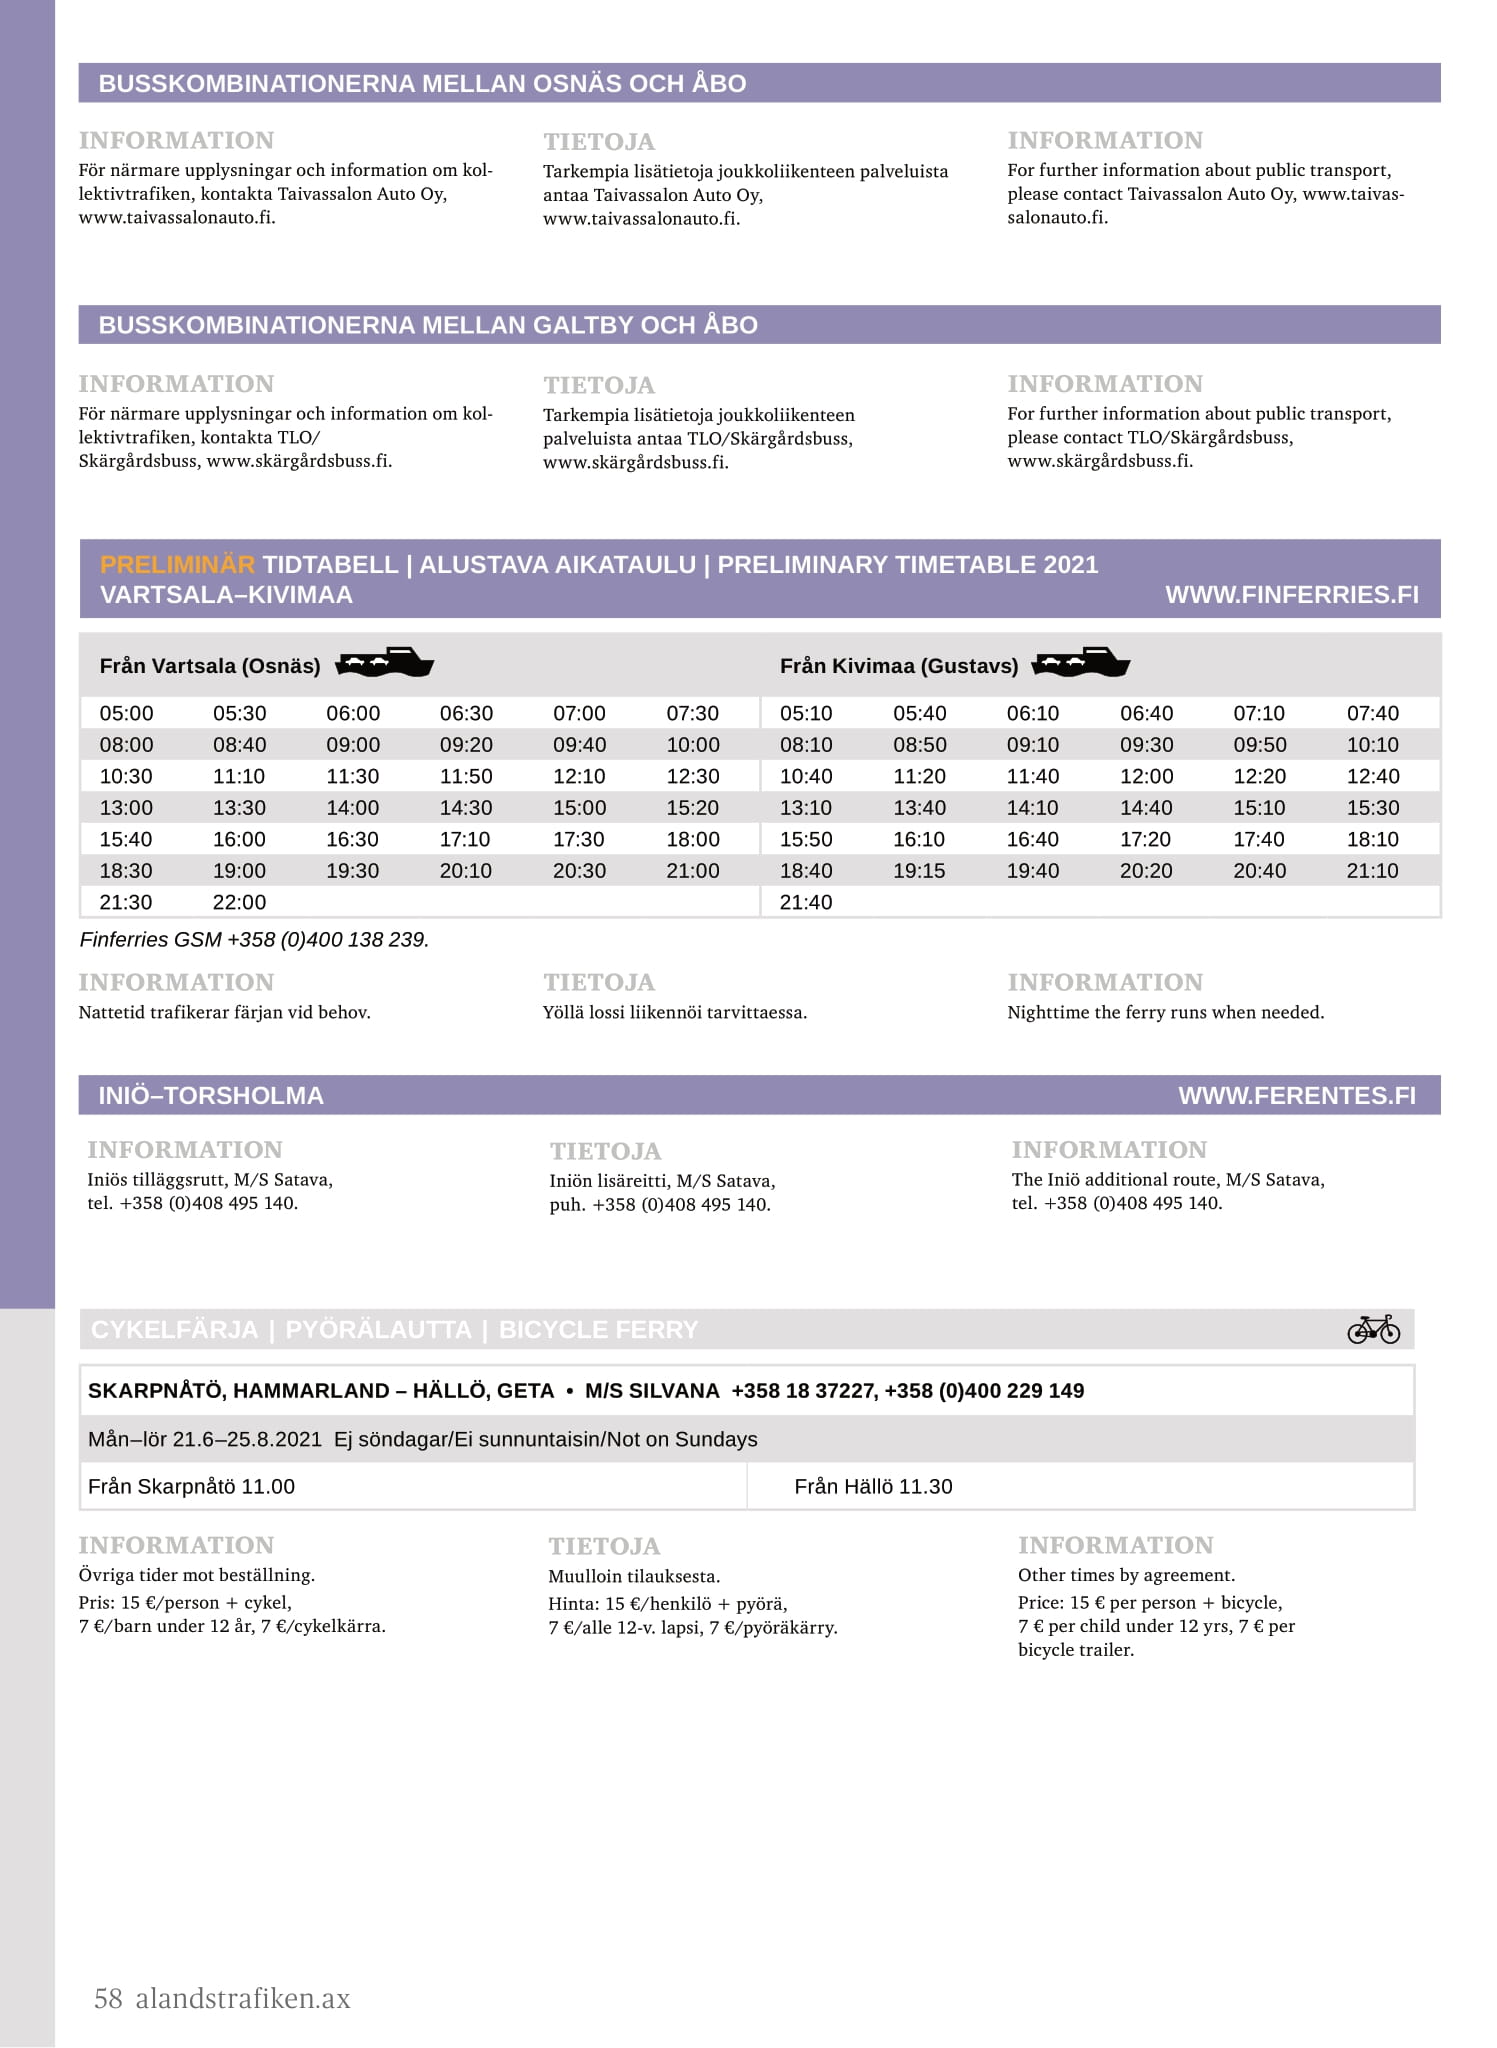 BUSSKOMBINATIONERNA MELLAN OSNÄS OCH ÅBO
INFORMATION
För närmare upplysningar och information om kol-
lektivtrafiken, kontakta Taivassalon Auto Oy,
www.taivassalonauto.fi.
TIETOJA
Tarkempia lisätietoja joukkoliikenteen palveluista
antaa Taivassalon Auto Oy,
www.taivassalonauto.fi.
INFORMATION
For further information about public transport,
please contact Taivassalon Auto Oy, www.taivas-
salonauto.fi.
BUSSKOMBINATIONERNA MELLAN GALTBY OCH ÅBO
INFORMATION
För närmare upplysningar och information om kol-
lektivtrafiken, kontakta TLO/
Skärgårdsbuss, www.skärgårdsbuss.fi.
TIETOJA
Tarkempia lisätietoja joukkoliikenteen
palveluista antaa TLO/Skärgårdsbuss,
www.skärgårdsbuss.fi.
INFORMATION
For further information about public transport,
please contact TLO/Skärgårdsbuss,
www.skärgårdsbuss.fi.
PRELIMINÄR TIDTABELL | ALUSTAVA AIKATAULU | PRELIMINARY TIMETABLE 2021
VARTSALA–KIVIMAA WWW.FINFERRIES.FI
Från Vartsala (Osnäs) Från Kivimaa (Gustavs)
05:00 05:30 06:00 06:30 07:00 07:30 05:10 05:40 06:10 06:40 07:10 07:40
08:00 08:40 09:00 09:20 09:40 10:00 08:10 08:50 09:10 09:30 09:50 10:10
10:30 11:10 11:30 11:50 12:10 12:30 10:40 11:20 11:40 12:00 12:20 12:40
13:00 13:30 14:00 14:30 15:00 15:20 13:10 13:40 14:10 14:40 15:10 15:30
15:40 16:00 16:30 17:10 17:30 18:00 15:50 16:10 16:40 17:20 17:40 18:10
18:30 19:00 19:30 20:10 20:30 21:00 18:40 19:15 19:40 20:20 20:40 21:10
21:30 22:00 21:40
Finferries GSM +358 (0)400 138 239.
INFORMATION
Nattetid trafikerar färjan vid behov.
TIETOJA
Yöllä lossi liikennöi tarvittaessa.
INFORMATION
Nighttime the ferry runs when needed.
INIÖ–TORSHOLMA WWW.FERENTES.FI
INFORMATION
Iniös tilläggsrutt, M/S Satava,
tel. +358 (0)408 495 140.
TIETOJA
Iniön lisäreitti, M/S Satava,
puh. +358 (0)408 495 140.
INFORMATION
The Iniö additional route, M/S Satava,
tel. +358 (0)408 495 140.
CYKELFÄRJA | PYÖRÄLAUTTA | BICYCLE FERRY
SKARPNÅTÖ, HAMMARLAND – HÄLLÖ, GETA • M/S SILVANA +358 18 37227, +358 (0)400 229 149
Mån–lör 21.6–25.8.2021 Ej söndagar/Ei sunnuntaisin/Not on Sundays
Från Skarpnåtö 11.00 Från Hällö 11.30
INFORMATION
Övriga tider mot beställning.
Pris: 15 €/person + cykel,
7 €/barn under 12 år, 7 €/cykelkärra.
TIETOJA
Muulloin tilauksesta.
Hinta: 15 €/henkilö + pyörä,
7 €/alle 12-v. lapsi, 7 €/pyöräkärry.
INFORMATION
Other times by agreement.
Price: 15 € per person + bicycle,
7 € per child under 12 yrs, 7 € per
bicycle trailer.
58 alandstrafiken.ax